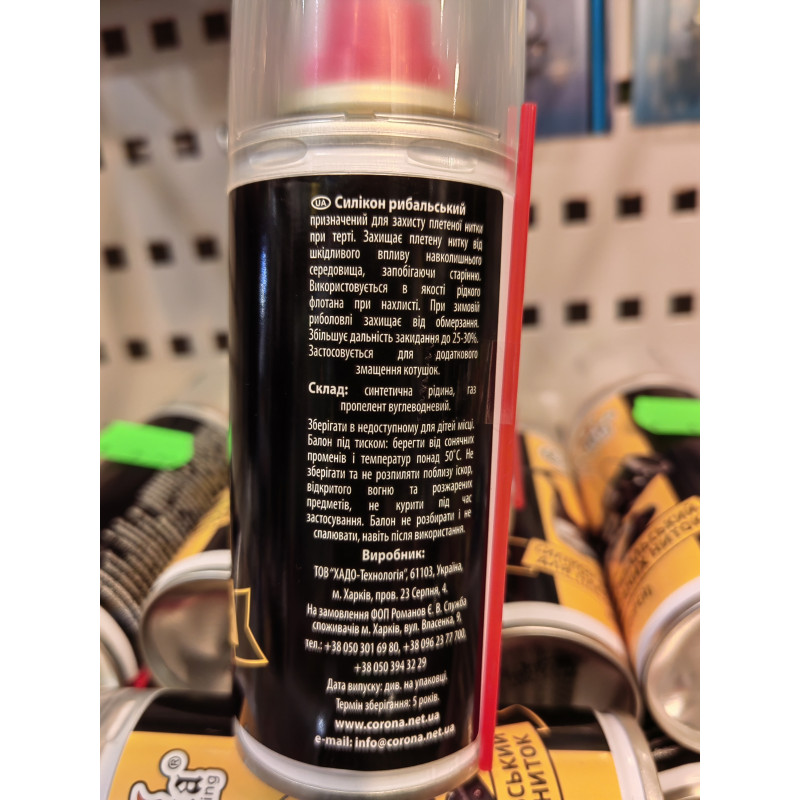 UA Силікон рибальський
призначений для захисту плетеної нитки
при терті. Захищає плетену нитку від
шкідливого впливу навколишнього
середовища, запобігаючи старінню.
Використовується в якості рідкого
флотана при нахлисті. При зимовій
риболовлі захищає від обмерзання.
Збільшує дальність закидання до 25-30%.
Застосовується для додаткового
змащення котушок.
Склад: синтетична рідина, газ
пропелент вуглеводневий.
Зберігати в недоступному для дітей місці.
Балон під тиском: берегти від сонячних
променів і температур понад 50°С. Не
зберігати та не розпиляти поблизу іскор,
відкритого вогню та розжарених
предметів, не курити під час
застосування. Балон не розбирати і не
спалювати, навіть після використання.
Виробник:
ТОВ "ХАДО-Технологія", 61103, Україна,
м. Харків, пров. 23 Серпня, 4.
На замовлення ФОП Романов Є. В. Служба
споживачів м. Харків, вул. Власенка, 9,
тел.: +38 050 301 69 80, +38 096 23 77 700,
+38 050 394 32 29
Дата випуску: див. на упаковці.
Термін зберігання: 5 років.
www.corona.net.ua
e-mail: info@corona.net.ua
ський
ниток